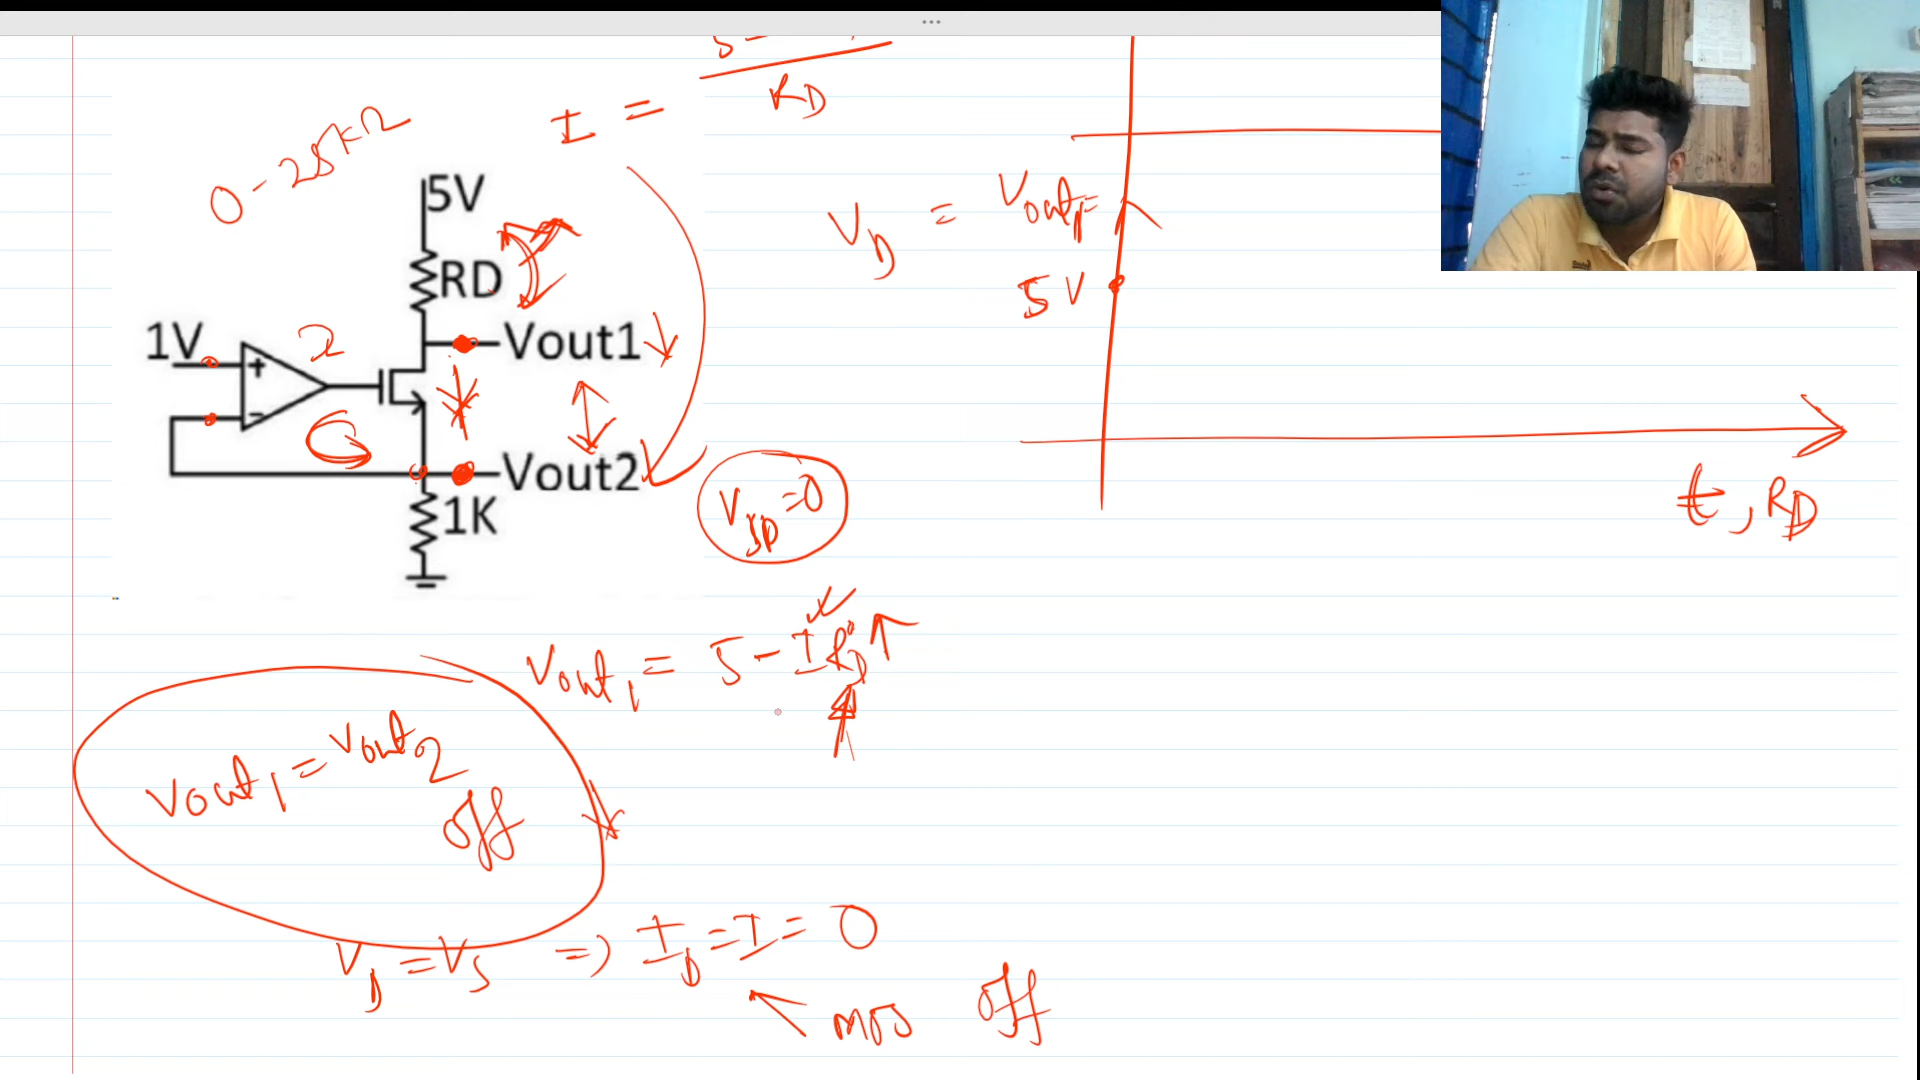 0-25KΩ
I =
RD
5V
RD
1V
+
-
Vout1
Vout2
1K
VD = Vout1 =
5V
t, RD
VSD=0
Vout1 = 5 - IRD
Vout1 = Vout2
off
VD = VS => ID = I = 0
mos off